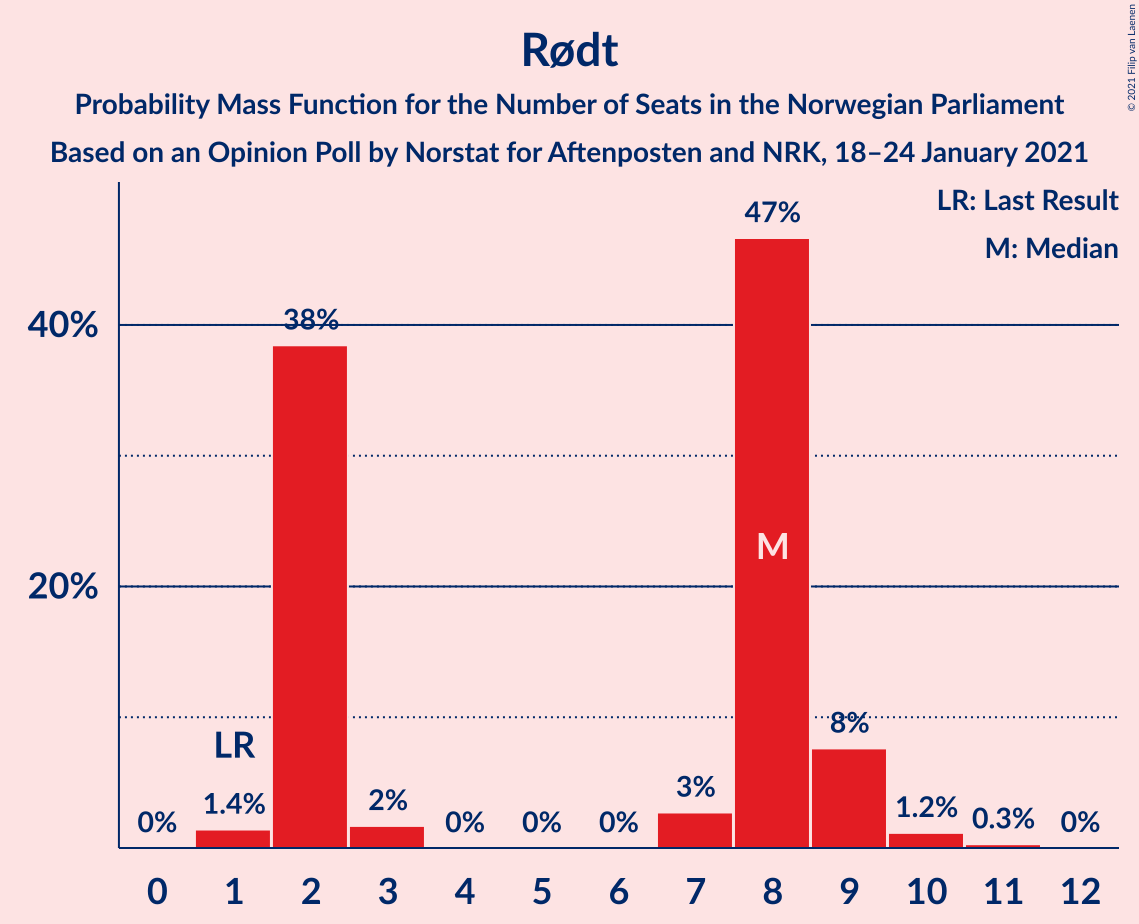 Rødt
Probability Mass Function for the Number of Seats in the Norwegian Parliament
Based on an Opinion Poll by Norstat for Aftenposten and NRK, 18–24 January 2021
© 2021 Filip van Laenen
LR: Last Result
M: Median
40%
20%
0%
LR
1.4%
38%
2%
0%
0%
0%
3%
47%
M
8%
1.2%
0.3%
0%
0 1 2 3 4 5 6 7 8 9 10 11 12